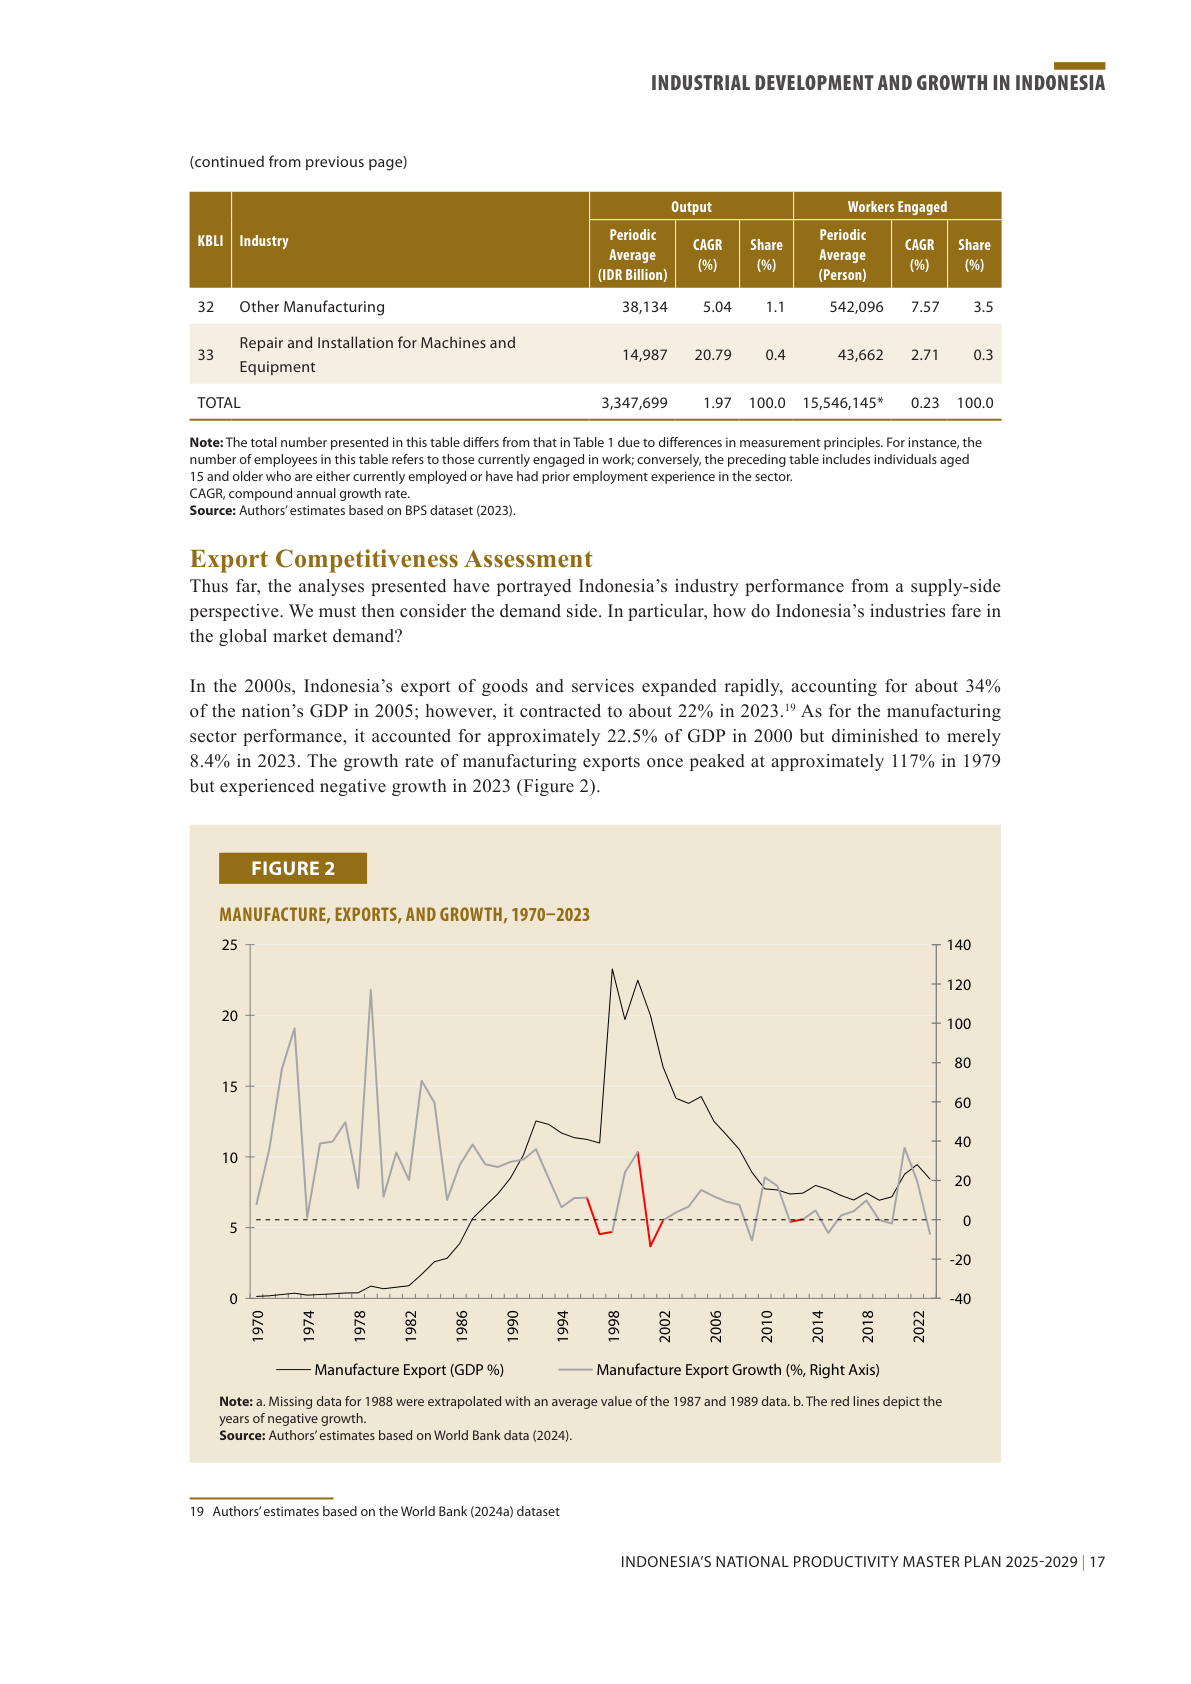 INDUSTRIAL DEVELOPMENT AND GROWTH IN INDONESIA
(continued from previous page)
KBLI Industry Output Workers Engaged
Periodic Average (IDR Billion) CAGR (%) Share (%) Periodic Average (Person) CAGR (%) Share (%)
32 Other Manufacturing 38,134 5.04 1.1 542,096 7.57 3.5
33 Repair and Installation for Machines and Equipment 14,987 20.79 0.4 43,662 2.71 0.3
TOTAL 3,347,699 1.97 100.0 15,546,145* 0.23 100.0
Note: The total number presented in this table differs from that in Table 1 due to differences in measurement principles. For instance, the
number of employees in this table refers to those currently engaged in work; conversely, the preceding table includes individuals aged
15 and older who are either currently employed or have had prior employment experience in the sector.
CAGR, compound annual growth rate.
Source: Authors' estimates based on BPS dataset (2023).
Export Competitiveness Assessment
Thus far, the analyses presented have portrayed Indonesia's industry performance from a supply-side
perspective. We must then consider the demand side. In particular, how do Indonesia's industries fare in
the global market demand?
In the 2000s, Indonesia's export of goods and services expanded rapidly, accounting for about 34%
of the nation's GDP in 2005; however, it contracted to about 22% in 2023.19 As for the manufacturing
sector performance, it accounted for approximately 22.5% of GDP in 2000 but diminished to merely
8.4% in 2023. The growth rate of manufacturing exports once peaked at approximately 117% in 1979
but experienced negative growth in 2023 (Figure 2).
FIGURE 2
MANUFACTURE, EXPORTS, AND GROWTH, 1970–2023
25
20
15
10
5
0
140
120
100
80
60
40
20
0
-20
-40
1970 1974 1978 1982 1986 1990 1994 1998 2002 2006 2010 2014 2018 2022
Manufacture Export (GDP %) Manufacture Export Growth (%, Right Axis)
Note: a. Missing data for 1988 were extrapolated with an average value of the 1987 and 1989 data. b. The red lines depict the
years of negative growth.
Source: Authors' estimates based on World Bank data (2024).
19 Authors' estimates based on the World Bank (2024a) dataset
INDONESIA'S NATIONAL PRODUCTIVITY MASTER PLAN 2025-2029 | 17